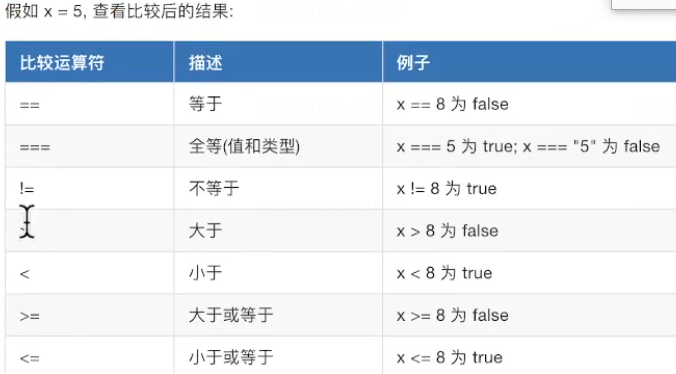 假如 x = 5, 查看比较后的结果:
比较运算符 描述 例子
== 等于 x == 8 为 false
=== 全等(值和类型) x === 5 为 true; x === "5" 为 false
!= 不等于 x != 8 为 true
大于 x > 8 为 false
< 小于 x < 8 为 true
>= 大于或等于 x >= 8 为 false
<= 小于或等于 x <= 8 为 true